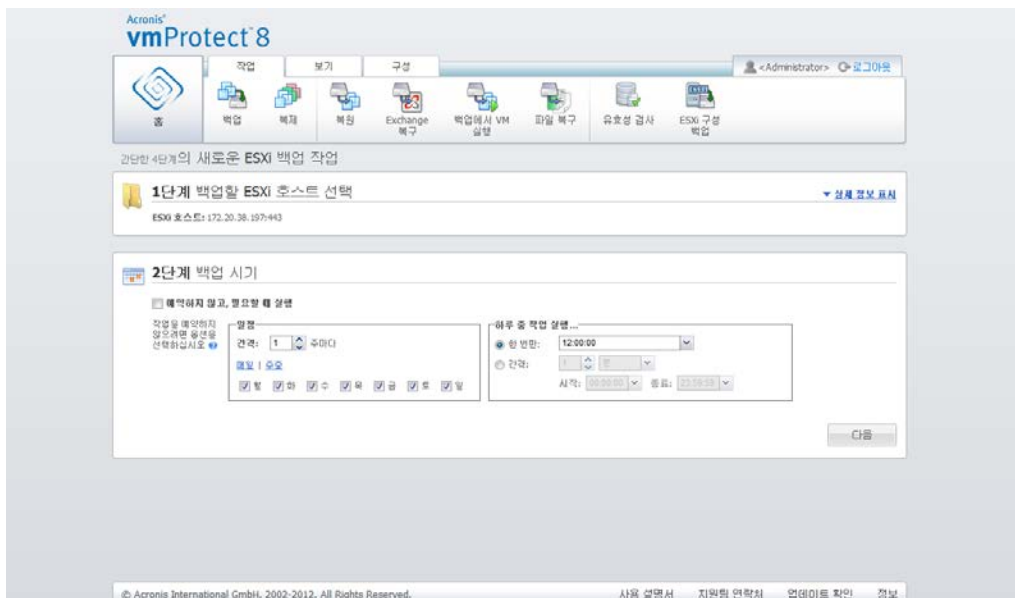 Acronis®
vmProtect™8
작업 보기 구성
<Administrator> 로그아웃
홈
백업
복제
복원
Exchange 복구
백업에서 VM 실행
파일 복구
유효성 검사
ESXi 구성 백업
간단한 4단계의 새로운 ESXi 백업 작업
1단계 백업할 ESXi 호스트 선택
상세 정보 표시
ESXi 호스트: 172.20.38.197:443
2단계 백업 시기
예약하지 않고, 필요할 때 실행
작업을 예약하지
않으려면 옵션을
선택하십시오
일정
간격: 1 주마다
매일 | 주요
월 화 수 목 금 토 일
하루 중 작업 실행...
한 번만: 12:00:00
간격: 1 분
시작: 00:00:00 종료: 23:59:59
다음
© Acronis International GmbH, 2002-2012. All Rights Reserved.
사용 설명서 지원팀 연락처 업데이트 확인 정보